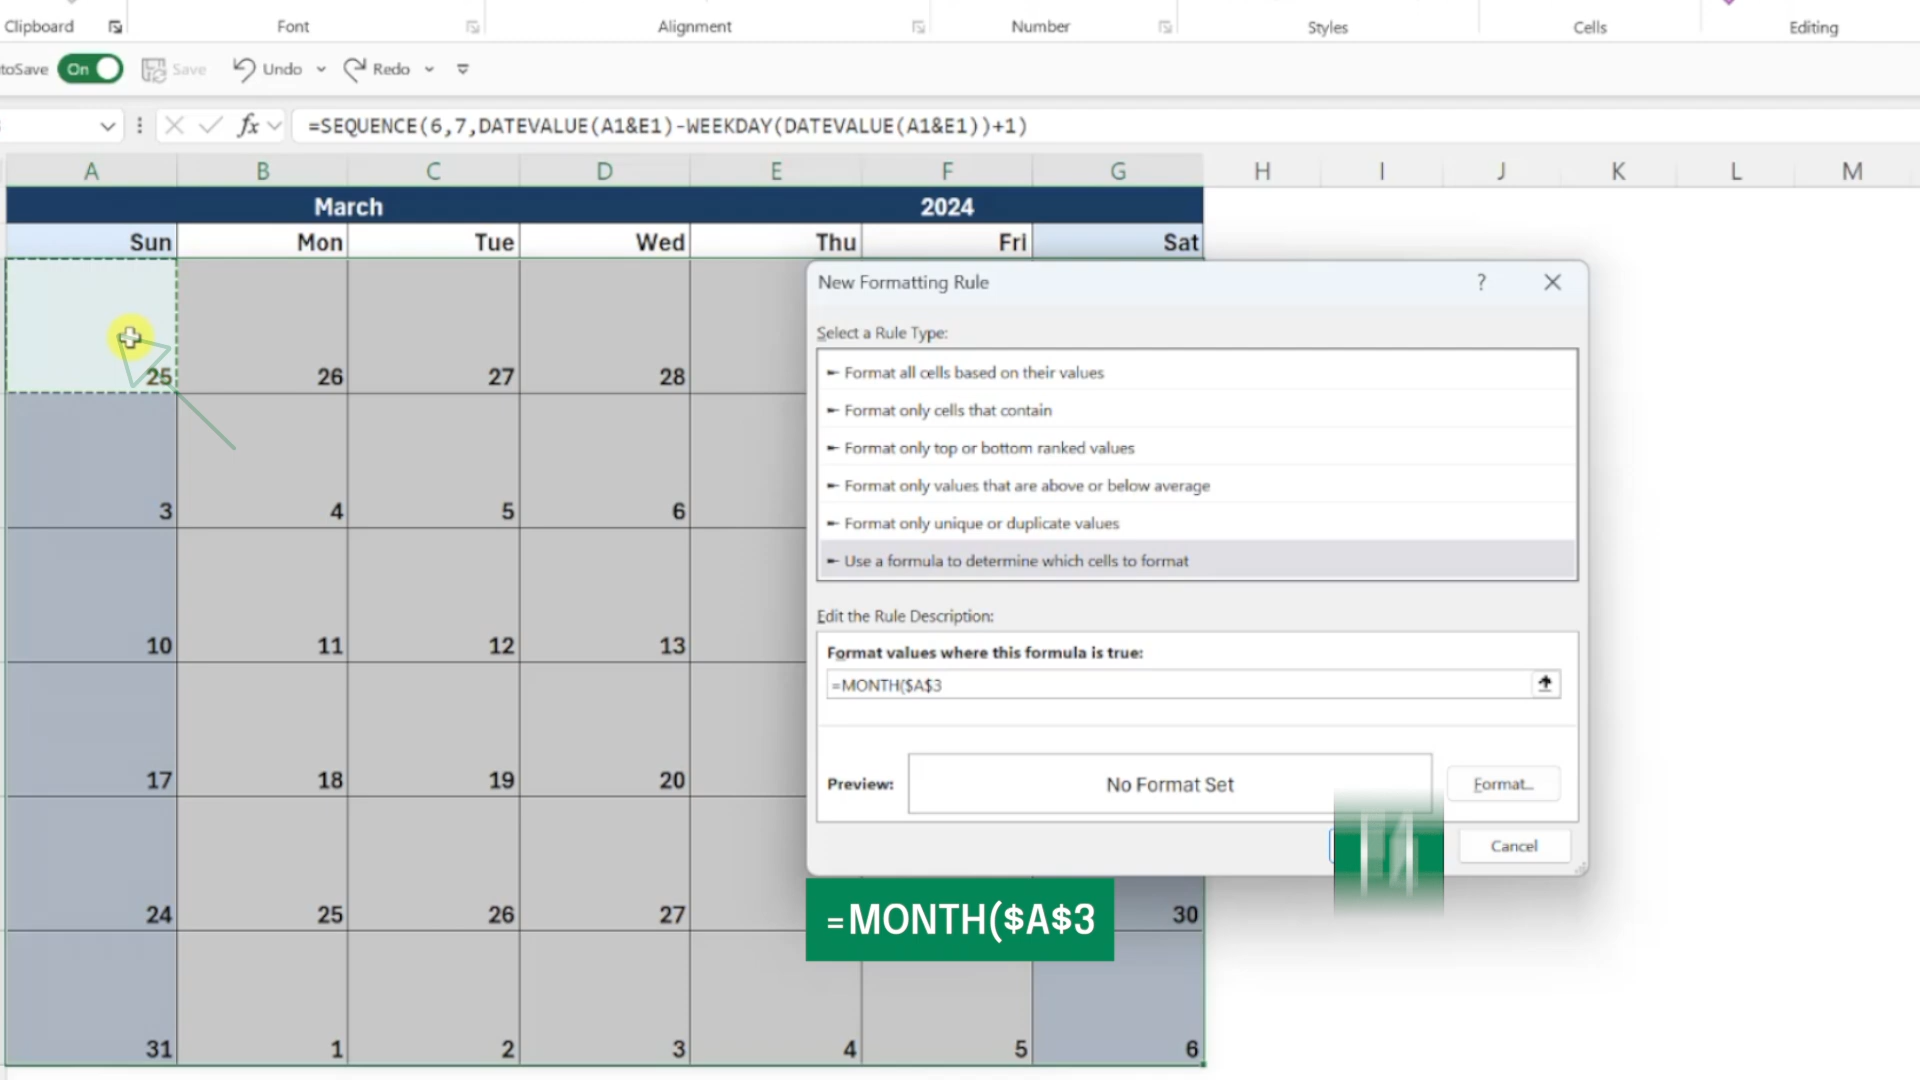 Clipboard Font Alignment Number Styles Cells Editing
toSave On Save Undo Redo
fx =SEQUENCE(6,7,DATEVALUE(A1&E1)-WEEKDAY(DATEVALUE(A1&E1))+1)
A B C D E F G H I J K L M
March 2024
Sun Mon Tue Wed Thu Fri Sat
25 26 27 28
3 4 5 6
10 11 12 13
17 18 19 20
24 25 26 27 30
31 1 2 3 4 5 6
New Formatting Rule ?
Select a Rule Type:
► Format all cells based on their values
► Format only cells that contain
► Format only top or bottom ranked values
► Format only values that are above or below average
► Format only unique or duplicate values
► Use a formula to determine which cells to format
Edit the Rule Description:
Format values where this formula is true:
=MONTH($A$3
Preview: No Format Set Format...
Cancel
=MONTH($A$3